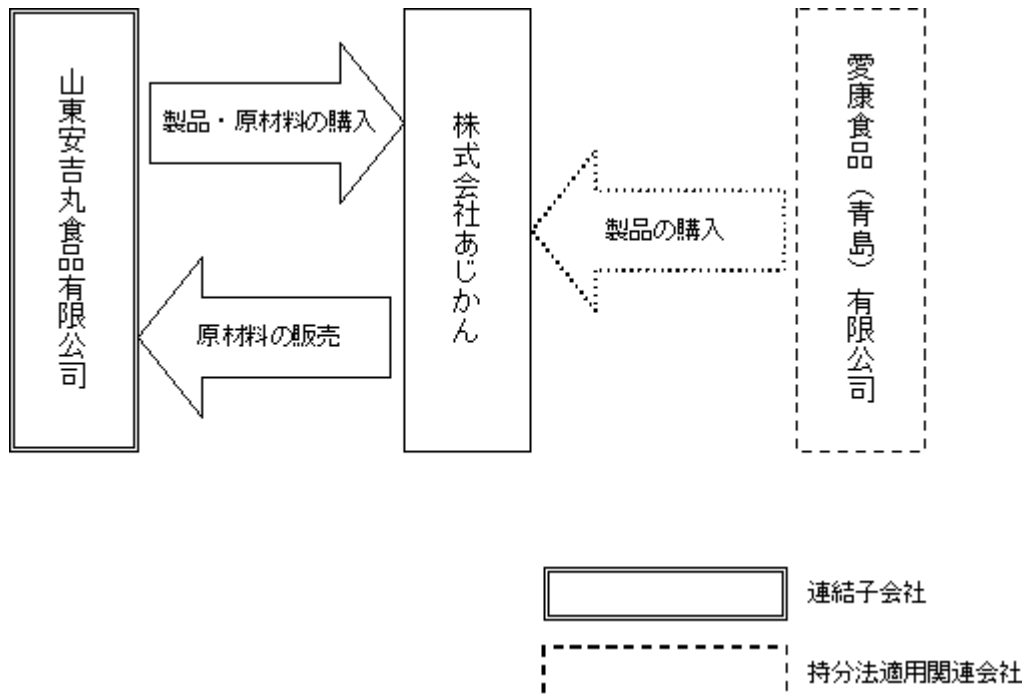 山東安吉丸食品有限公司
製品・原材料の購入
原材料の販売
株式会社あじかん
製品の購入
愛康食品（青島）有限公司
連結子会社
持分法適用関連会社